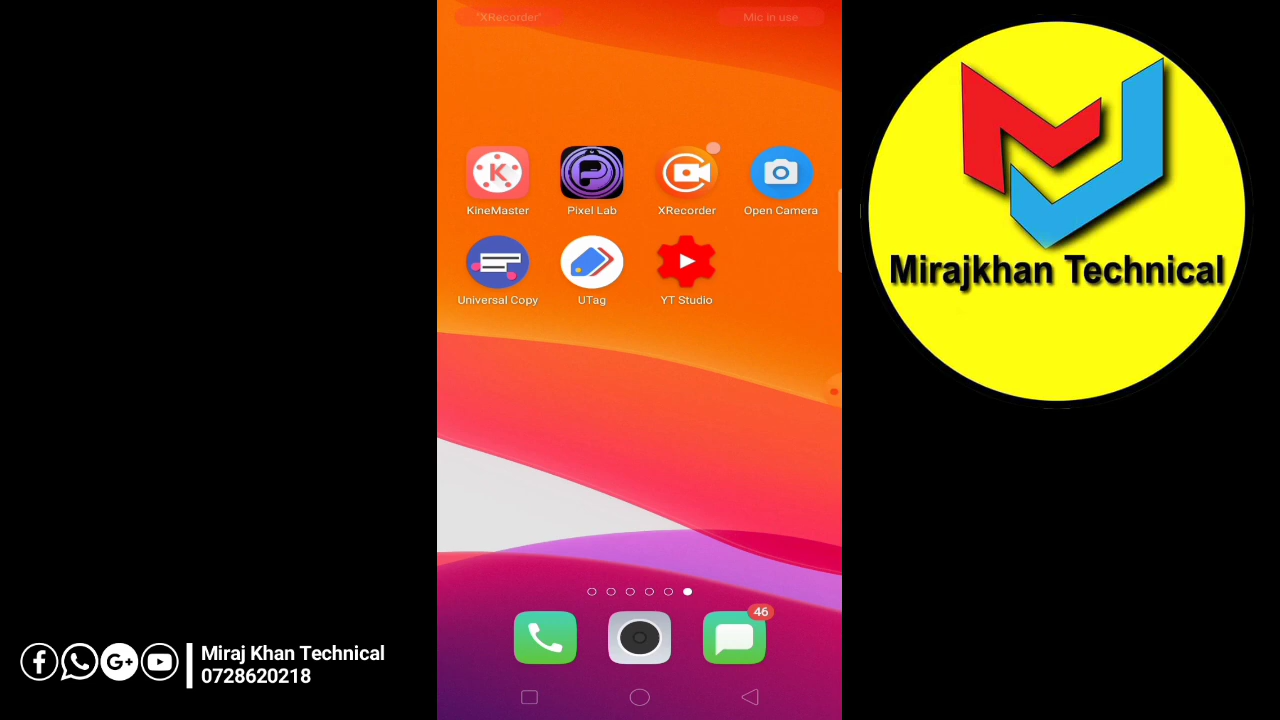 "XRecorder" Mic in use
KineMaster Pixel Lab XRecorder Open Camera
Universal Copy UTag YT Studio
46
Mirajkhan Technical
Miraj Khan Technical
0728620218